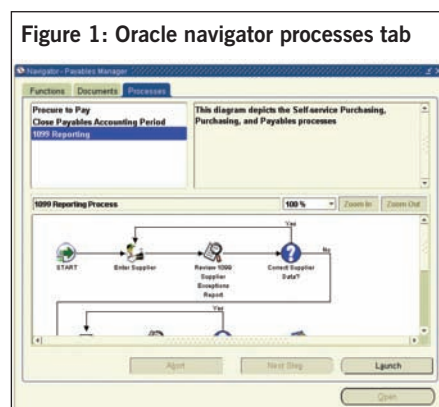 Figure 1: Oracle navigator processes tab
Navigator - Payables Manager
Functions Documents Processes
Procure to Pay
Close Payables Accounting Period
1099 Reporting
This diagram depicts the Self-service Purchasing,
Purchasing, and Payables processes
1099 Reporting Process 100 % Zoom In Zoom Out
Yes
No
START Enter Supplier Review 1099
Supplier
Exceptions
Report
Correct Supplier
Data?
Yes
Abort Next Step Launch
Open